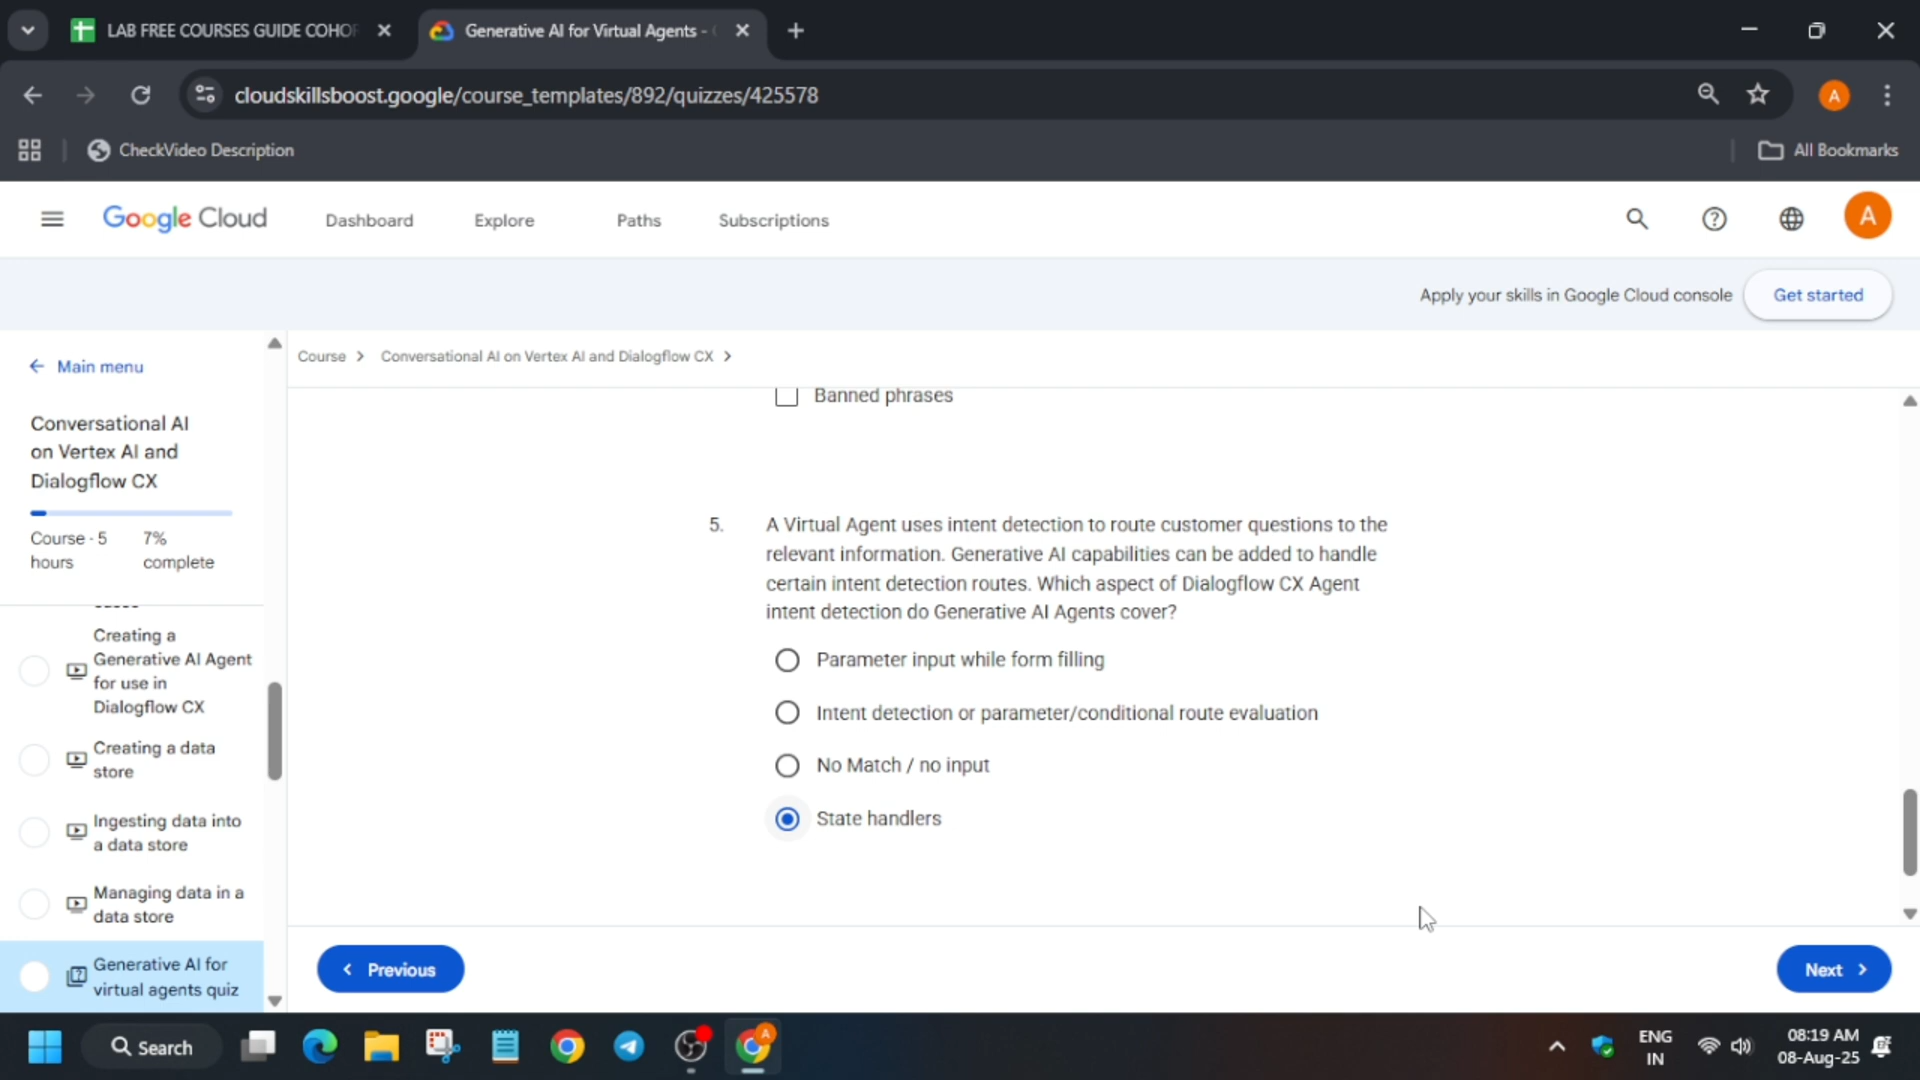 LAB FREE COURSES GUIDE COHOR
Generative AI for Virtual Agents -
cloudskillsboost.google/course_templates/892/quizzes/425578
A
CheckVideo Description
All Bookmarks
Google Cloud
Dashboard
Explore
Paths
Subscriptions
A
Apply your skills in Google Cloud console
Get started
Main menu
Course
Conversational AI on Vertex AI and Dialogflow CX
Conversational AI
on Vertex AI and
Dialogflow CX
Course · 5
hours
7%
complete
Creating a
Generative AI Agent
for use in
Dialogflow CX
Creating a data
store
Ingesting data into
a data store
Managing data in a
data store
Generative AI for
virtual agents quiz
Banned phrases
5. A Virtual Agent uses intent detection to route customer questions to the
relevant information. Generative AI capabilities can be added to handle
certain intent detection routes. Which aspect of Dialogflow CX Agent
intent detection do Generative AI Agents cover?
Parameter input while form filling
Intent detection or parameter/conditional route evaluation
No Match / no input
State handlers
Previous
Next
Search
A
ENG
IN
08:19 AM
08-Aug-25